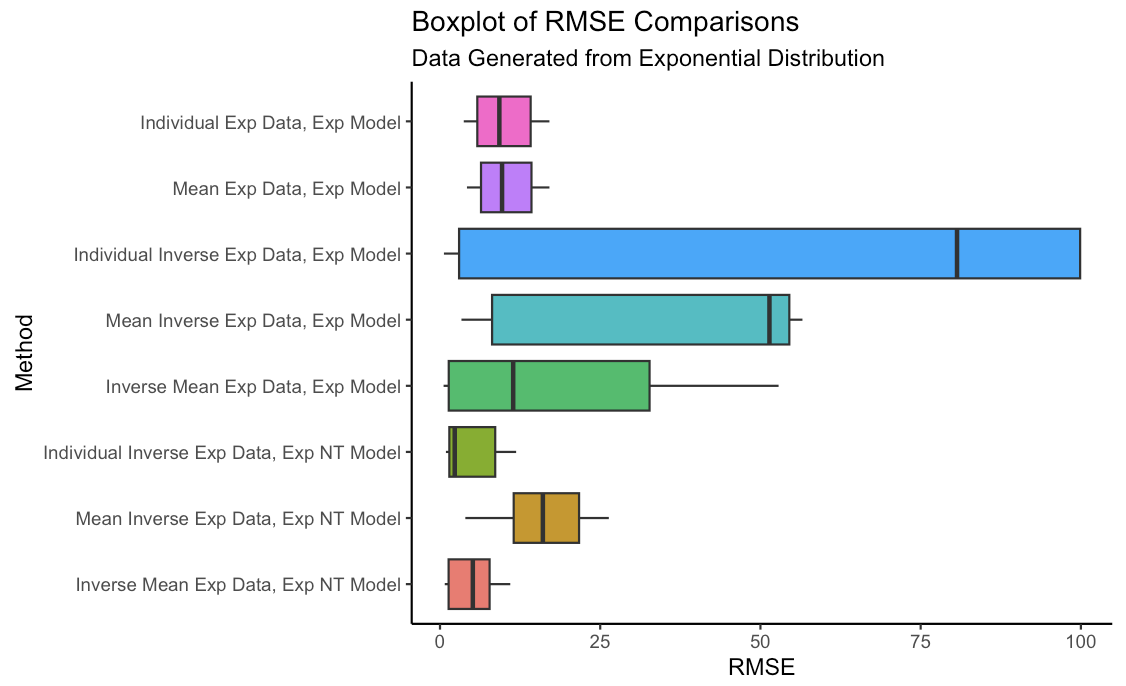 Boxplot of RMSE Comparisons
Data Generated from Exponential Distribution
Method
Individual Exp Data, Exp Model
Mean Exp Data, Exp Model
Individual Inverse Exp Data, Exp Model
Mean Inverse Exp Data, Exp Model
Inverse Mean Exp Data, Exp Model
Individual Inverse Exp Data, Exp NT Model
Mean Inverse Exp Data, Exp NT Model
Inverse Mean Exp Data, Exp NT Model
0 25 50 75 100
RMSE